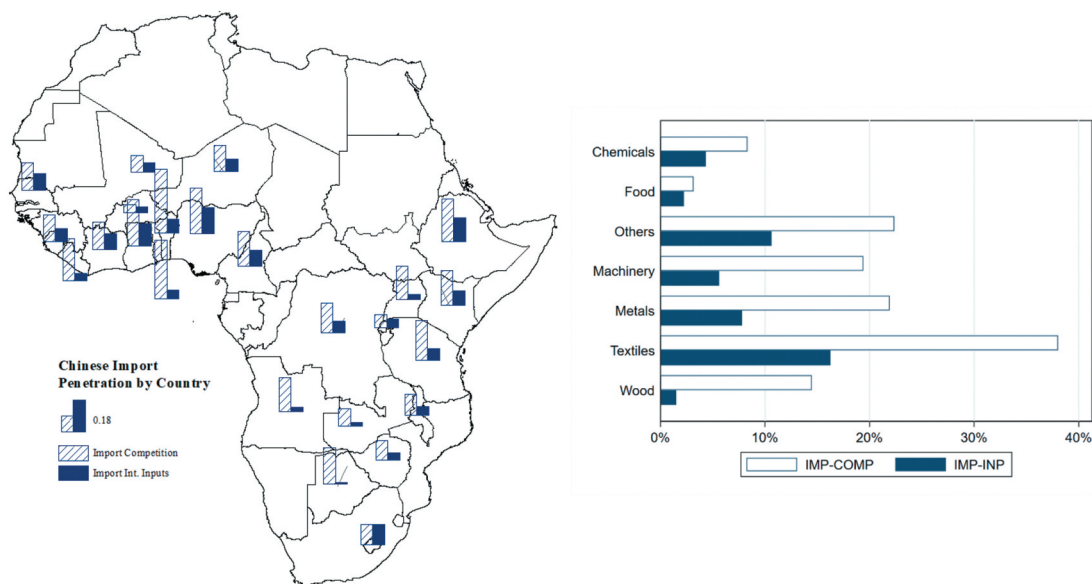 Chinese Import
Penetration by Country
0.18
Import Competition
Import Int. Inputs
Chemicals
Food
Others
Machinery
Metals
Textiles
Wood
0%
10%
20%
30%
40%
IMP-COMP
IMP-INP